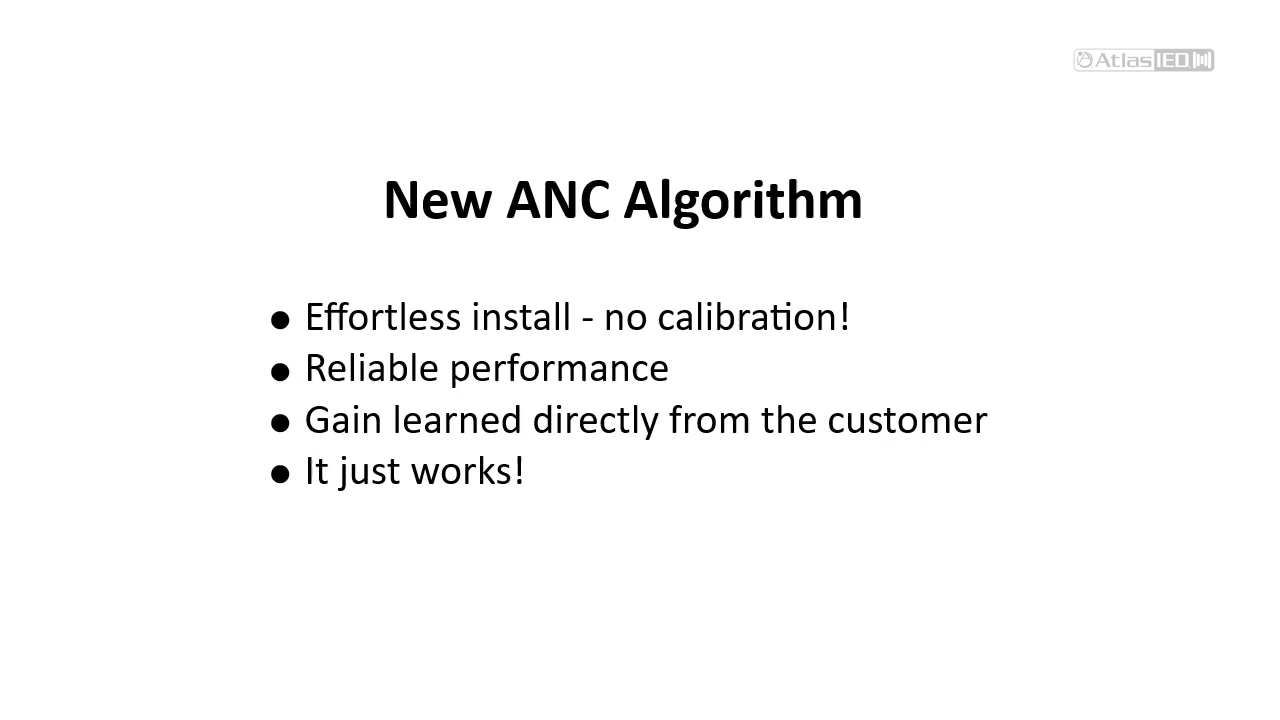 AtlasIED
New ANC Algorithm
● Effortless install - no calibration!
● Reliable performance
● Gain learned directly from the customer
● It just works!